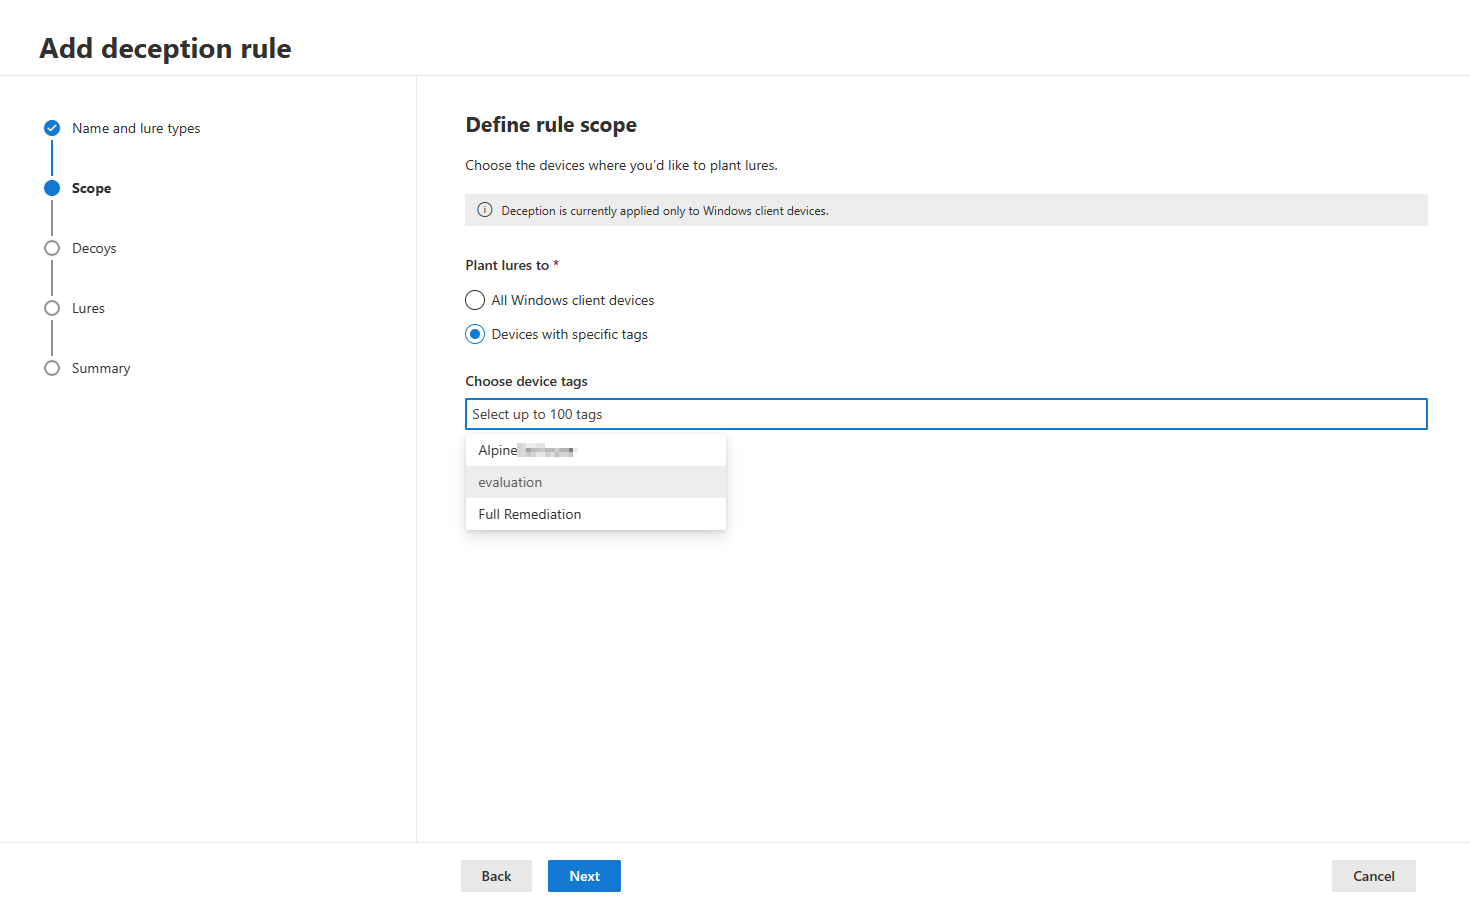 Add deception rule
Name and lure types
Scope
Decoys
Lures
Summary
Define rule scope
Choose the devices where you'd like to plant lures.
Deception is currently applied only to Windows client devices.
Plant lures to *
All Windows client devices
Devices with specific tags
Choose device tags
Select up to 100 tags
Alpine
evaluation
Full Remediation
Back
Next
Cancel